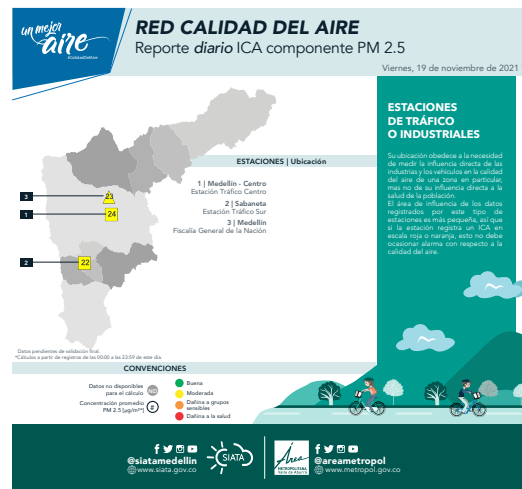 un mejor
aire
#CalidadDelAire
RED CALIDAD DEL AIRE
Reporte diario ICA componente PM 2.5
Viernes, 19 de noviembre de 2021
ESTACIONES
DE TRÁFICO
O INDUSTRIALES
Su ubicación obedece a la necesidad
de medir la influencia directa de las
industrias y los vehículos en la calidad
del aire de una zona en particular,
mas no de su influencia directa a la
salud de la población.
El área de influencia de los datos
registrados por este tipo de
estaciones es más pequeña, así que
si la estación registra un ICA en
escala roja o naranja, esto no debe
ocasionar alarma con respecto a la
calidad del aire.
ESTACIONES | Ubicación
1 | Medellín - Centro
Estación Tráfico Centro
2 | Sabaneta
Estación Tráfico Sur
3 | Medellín
Fiscalía General de la Nación
3
23
1
24
2
22
Datos pendientes de validación final.
*Cálculos a partir de registros de las 00:00 a las 23:59 de este día.
CONVENCIONES
Datos no disponibles
para el cálculo
ND
Concentración promedio
PM 2.5 [µg/m³*]
#
Buena
Moderada
Dañina a grupos
sensibles
Dañina a la salud
@siatamedellin
www.siata.gov.co
SIATA
Área
METROPOLITANA
Valle de Aburrá
@areametropol
www.metropol.gov.co